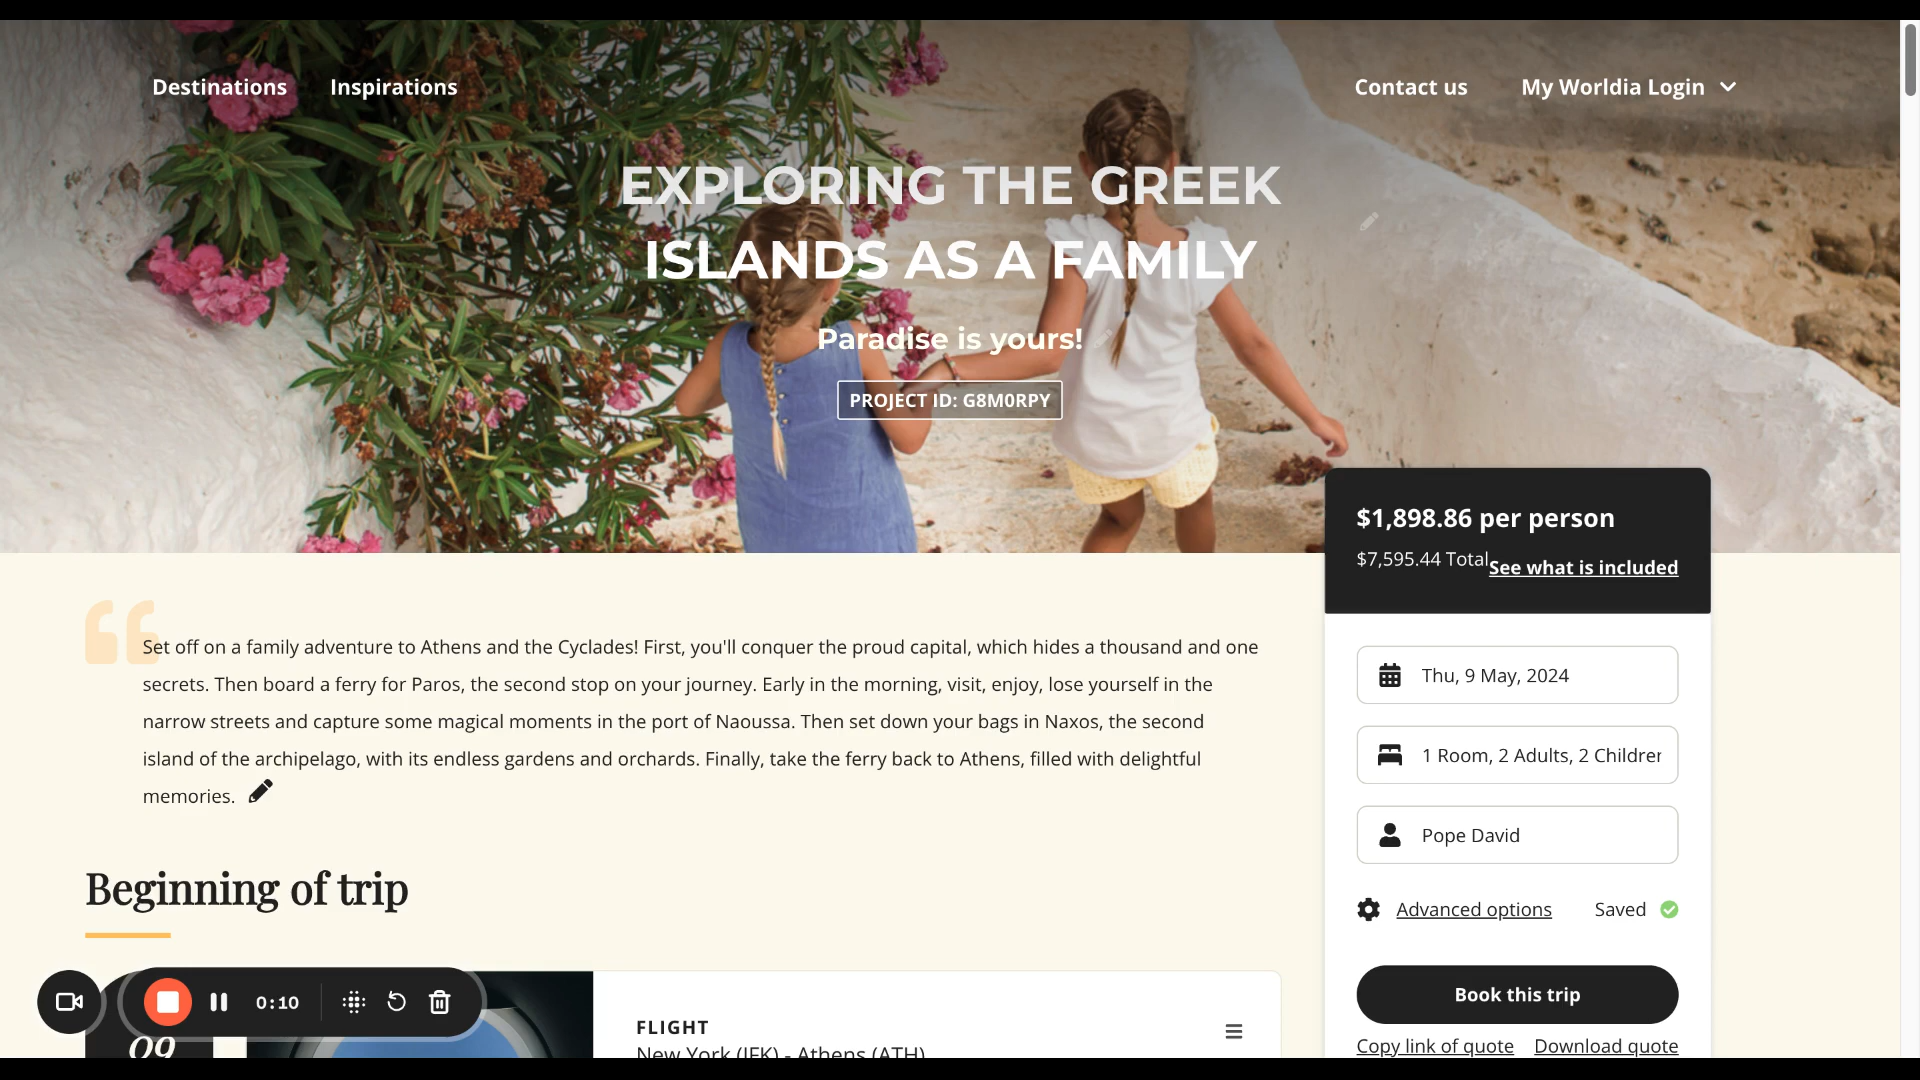 Destinations
Inspirations
Contact us
My Worldia Login
EXPLORING THE GREEK
ISLANDS AS A FAMILY
Paradise is yours!
PROJECT ID: G8M0RPY
$1,898.86 per person
$7,595.44 Total
See what is included
Set off on a family adventure to Athens and the Cyclades! First, you'll conquer the proud capital, which hides a thousand and one
secrets. Then board a ferry for Paros, the second stop on your journey. Early in the morning, visit, enjoy, lose yourself in the
narrow streets and capture some magical moments in the port of Naoussa. Then set down your bags in Naxos, the second
island of the archipelago, with its endless gardens and orchards. Finally, take the ferry back to Athens, filled with delightful
memories.
Thu, 9 May, 2024
1 Room, 2 Adults, 2 Children
Pope David
Advanced options
Saved
Book this trip
Copy link of quote
Download quote
Beginning of trip
0:10
09
FLIGHT
New York (JFK) - Athens (ATH)